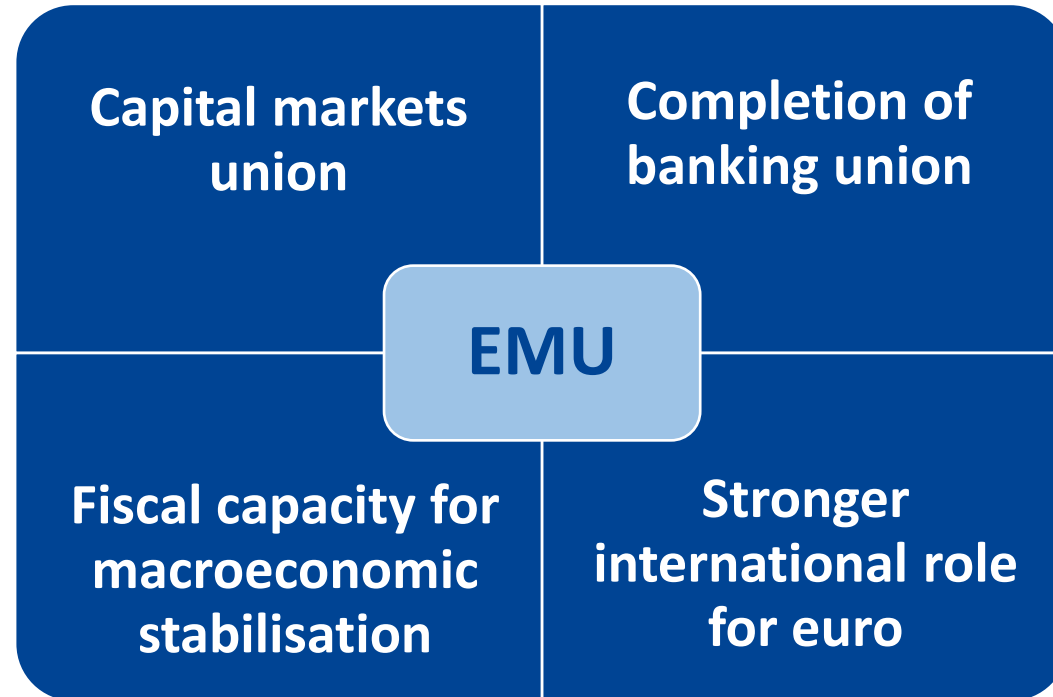 Capital markets
union
Completion of
banking union
EMU
Fiscal capacity for
macroeconomic
stabilisation
Stronger
international role
for euro